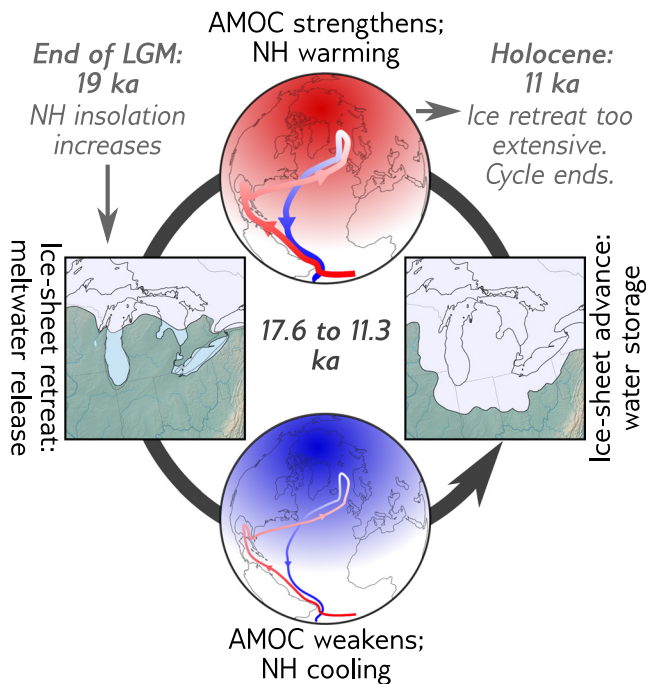 AMOC strengthens;
NH warming
End of LGM:
19 ka
NH insolation
increases
Holocene:
11 ka
Ice retreat too
extensive.
Cycle ends.
Ice-sheet retreat:
meltwater release
17.6 to 11.3
ka
Ice-sheet advance:
water storage
AMOC weakens;
NH cooling